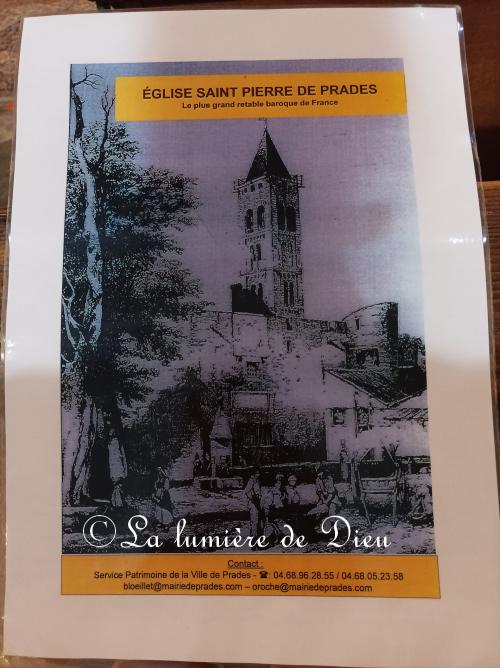 ÉGLISE SAINT PIERRE DE PRADES
Le plus grand retable baroque de France
© La lumière de Dieu
Contact :
Service Patrimoine de la Ville de Prades - ☎: 04.68.96.28.55 / 04.68.05.23.58
bloeillet@mairiedeprades.com – oroche@mairiedeprades.com